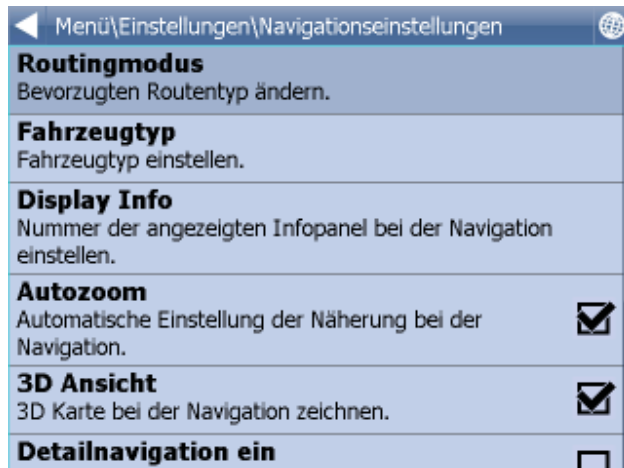 Menü\Einstellungen\Navigationseinstellungen
Routingmodus
Bevorzugten Routentyp ändern.
Fahrzeugtyp
Fahrzeugtyp einstellen.
Display Info
Nummer der angezeigten Infopanel bei der Navigation
einstellen.
Autozoom
Automatische Einstellung der Näherung bei der
Navigation.
3D Ansicht
3D Karte bei der Navigation zeichnen.
Detailnavigation ein